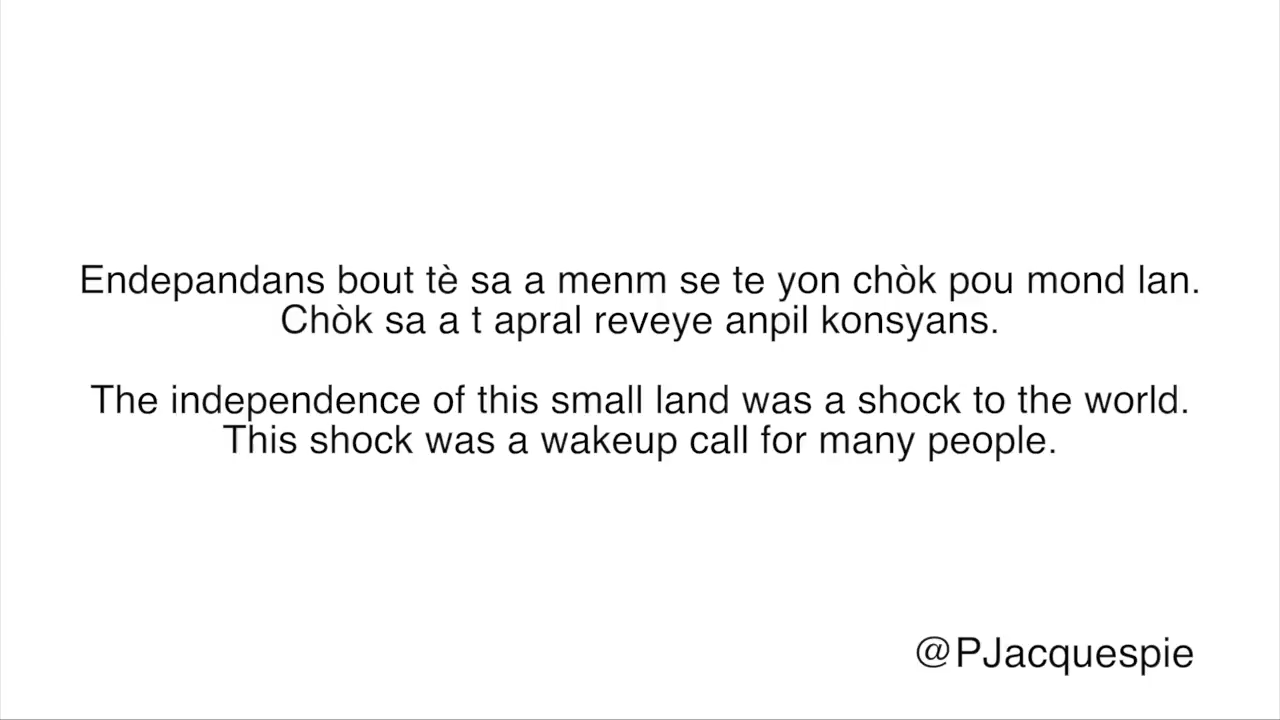 Endepandans bout tè sa a menm se te yon chòk pou mond lan.
Chòk sa a t apral reveye anpil konsyans.
The independence of this small land was a shock to the world.
This shock was a wakeup call for many people.
@PJacquespie